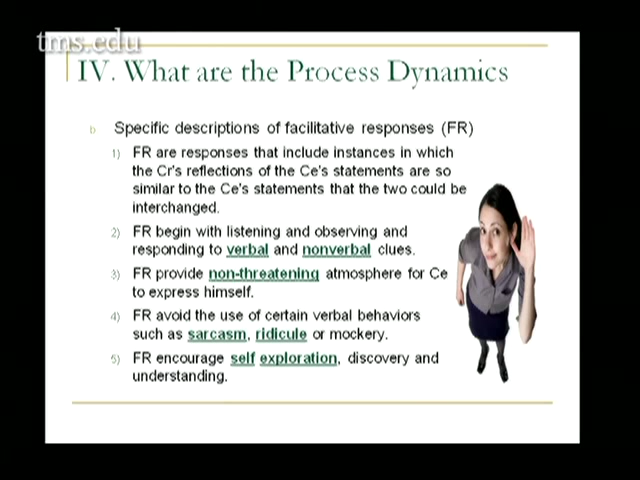 tms.edu
IV. What are the Process Dynamics
b Specific descriptions of facilitative responses (FR)
1) FR are responses that include instances in which
the Cr's reflections of the Ce's statements are so
similar to the Ce's statements that the two could be
interchanged.
2) FR begin with listening and observing and
responding to verbal and nonverbal clues.
3) FR provide non-threatening atmosphere for Ce
to express himself.
4) FR avoid the use of certain verbal behaviors
such as sarcasm, ridicule or mockery.
5) FR encourage self exploration, discovery and
understanding.